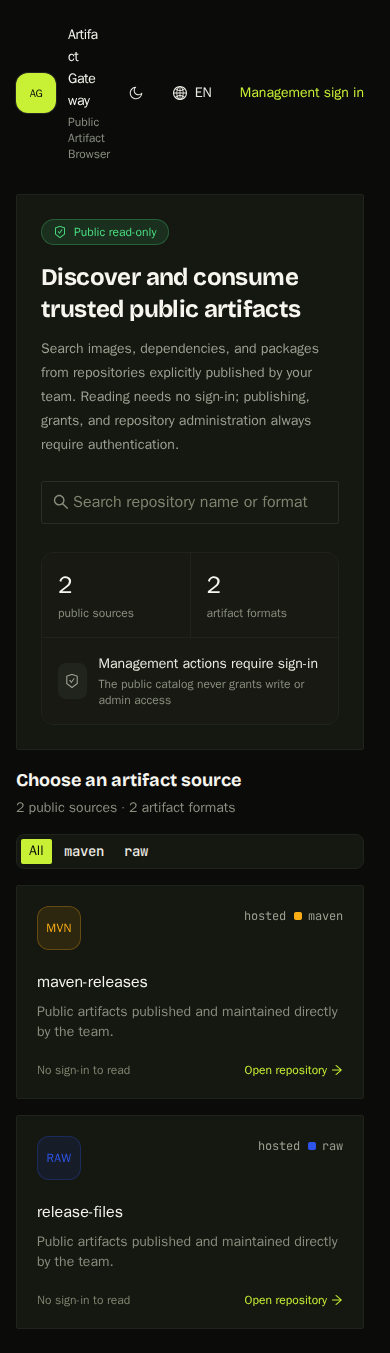 AG
Artifa
ct
Gate
way
Public
Artifact
Browser
EN
Management sign in
Public read-only
Discover and consume
trusted public artifacts
Search images, dependencies, and packages
from repositories explicitly published by your
team. Reading needs no sign-in; publishing,
grants, and repository administration always
require authentication.
Search repository name or format
2
public sources
2
artifact formats
Management actions require sign-in
The public catalog never grants write or
admin access
Choose an artifact source
2 public sources · 2 artifact formats
All maven raw
MVN
hosted maven
maven-releases
Public artifacts published and maintained directly
by the team.
No sign-in to read
Open repository →
RAW
hosted raw
release-files
Public artifacts published and maintained directly
by the team.
No sign-in to read
Open repository →